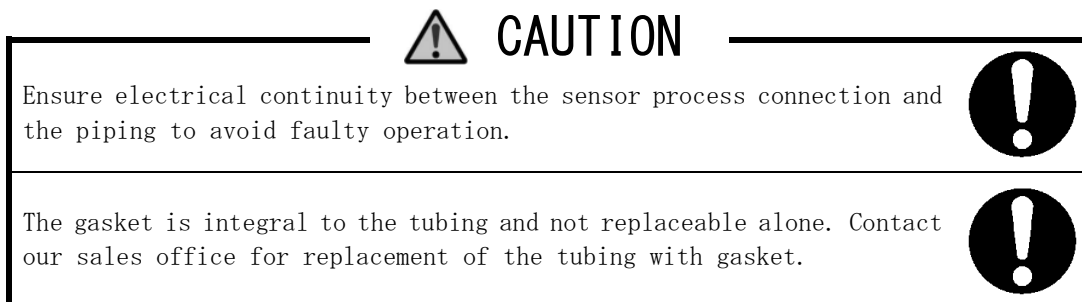 CAUTION
Ensure electrical continuity between the sensor process connection and
the piping to avoid faulty operation.
The gasket is integral to the tubing and not replaceable alone. Contact
our sales office for replacement of the tubing with gasket.